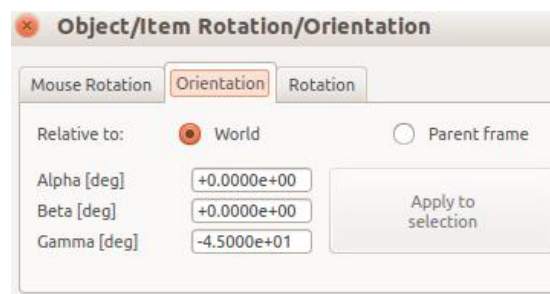 Object/Item Rotation/Orientation
Mouse Rotation Orientation Rotation
Relative to: World Parent frame
Alpha [deg] +0.0000e+00
Beta [deg] +0.0000e+00
Gamma [deg] -4.5000e+01
Apply to
selection